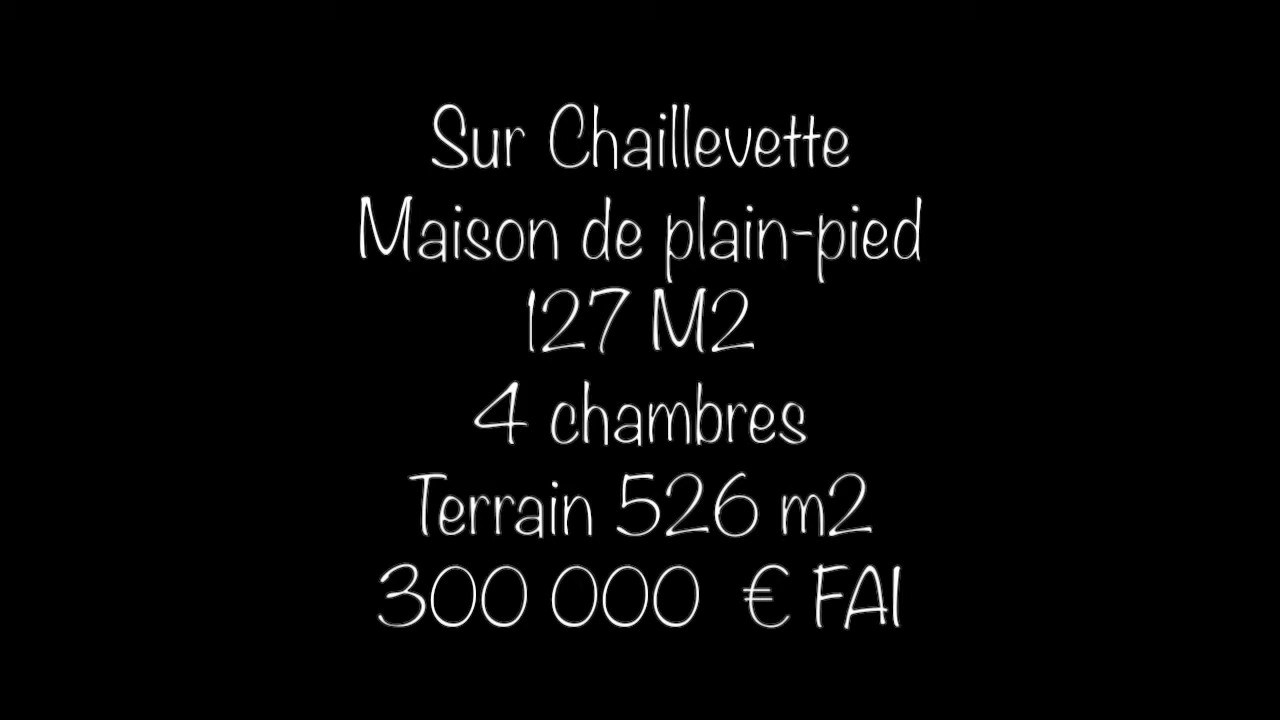 Sur Chaillevette
Maison de plain-pied
127 M2
4 chambres
Terrain 526 m2
300 000 € FAI